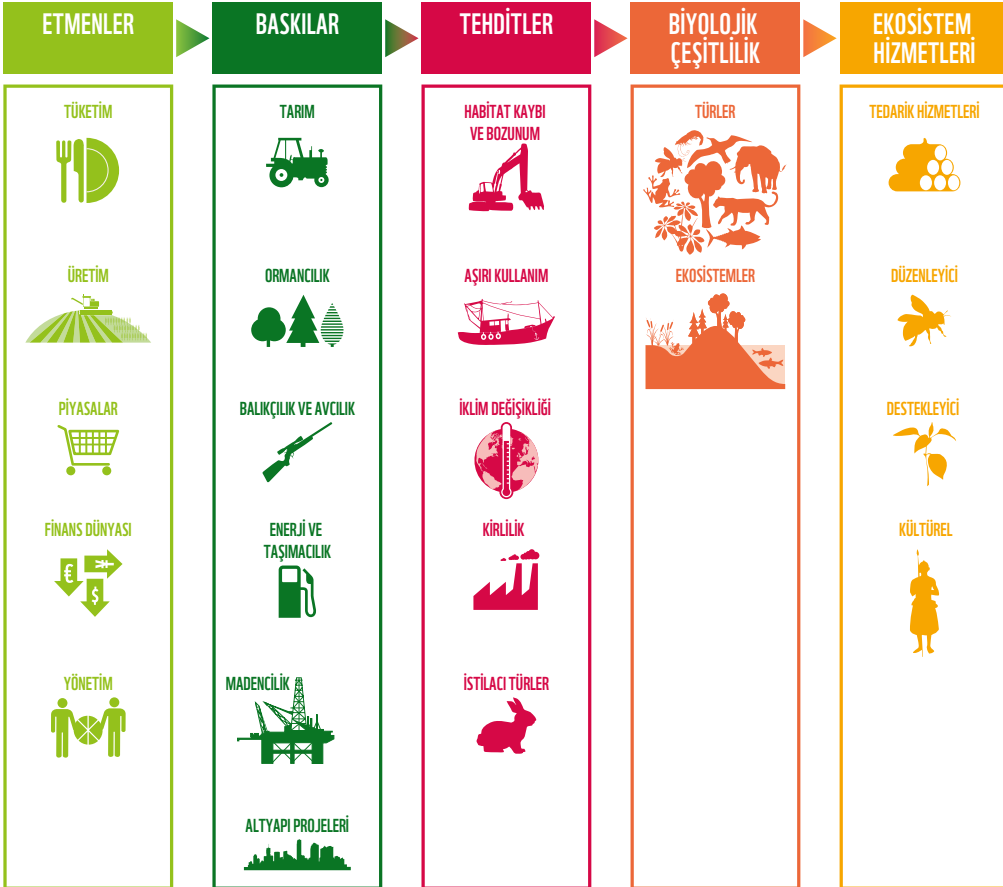 ETMENLER
BASKILAR
TEHDİTLER
BİYOLOJİK
ÇEŞİTLİLİK
EKOSİSTEM
HİZMETLERİ
TÜKETİM
ÜRETİM
PİYASALAR
FİNANS DÜNYASI
€
$
YÖNETİM
TARIM
ORMANCILIK
BALIKÇILIK VE AVCILIK
ENERJİ VE
TAŞIMACILIK
MADENCİLİK
ALTYAPI PROJELERİ
HABİTAT KAYBI
VE BOZUNUM
AŞIRI KULLANIM
İKLİM DEĞİŞİKLİĞİ
KİRLİLİK
İSTİLACI TÜRLER
TÜRLER
EKOSİSTEMLER
TEDARİK HİZMETLERİ
DÜZENLEYİCİ
DESTEKLEYİCİ
KÜLTÜREL